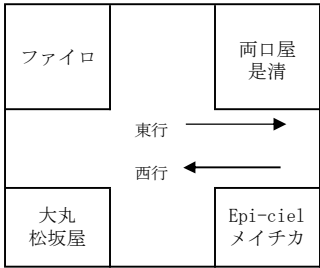 ファイロ
両口屋
是清
東行
西行
大丸
松坂屋
Epi-ciel
メイチカ